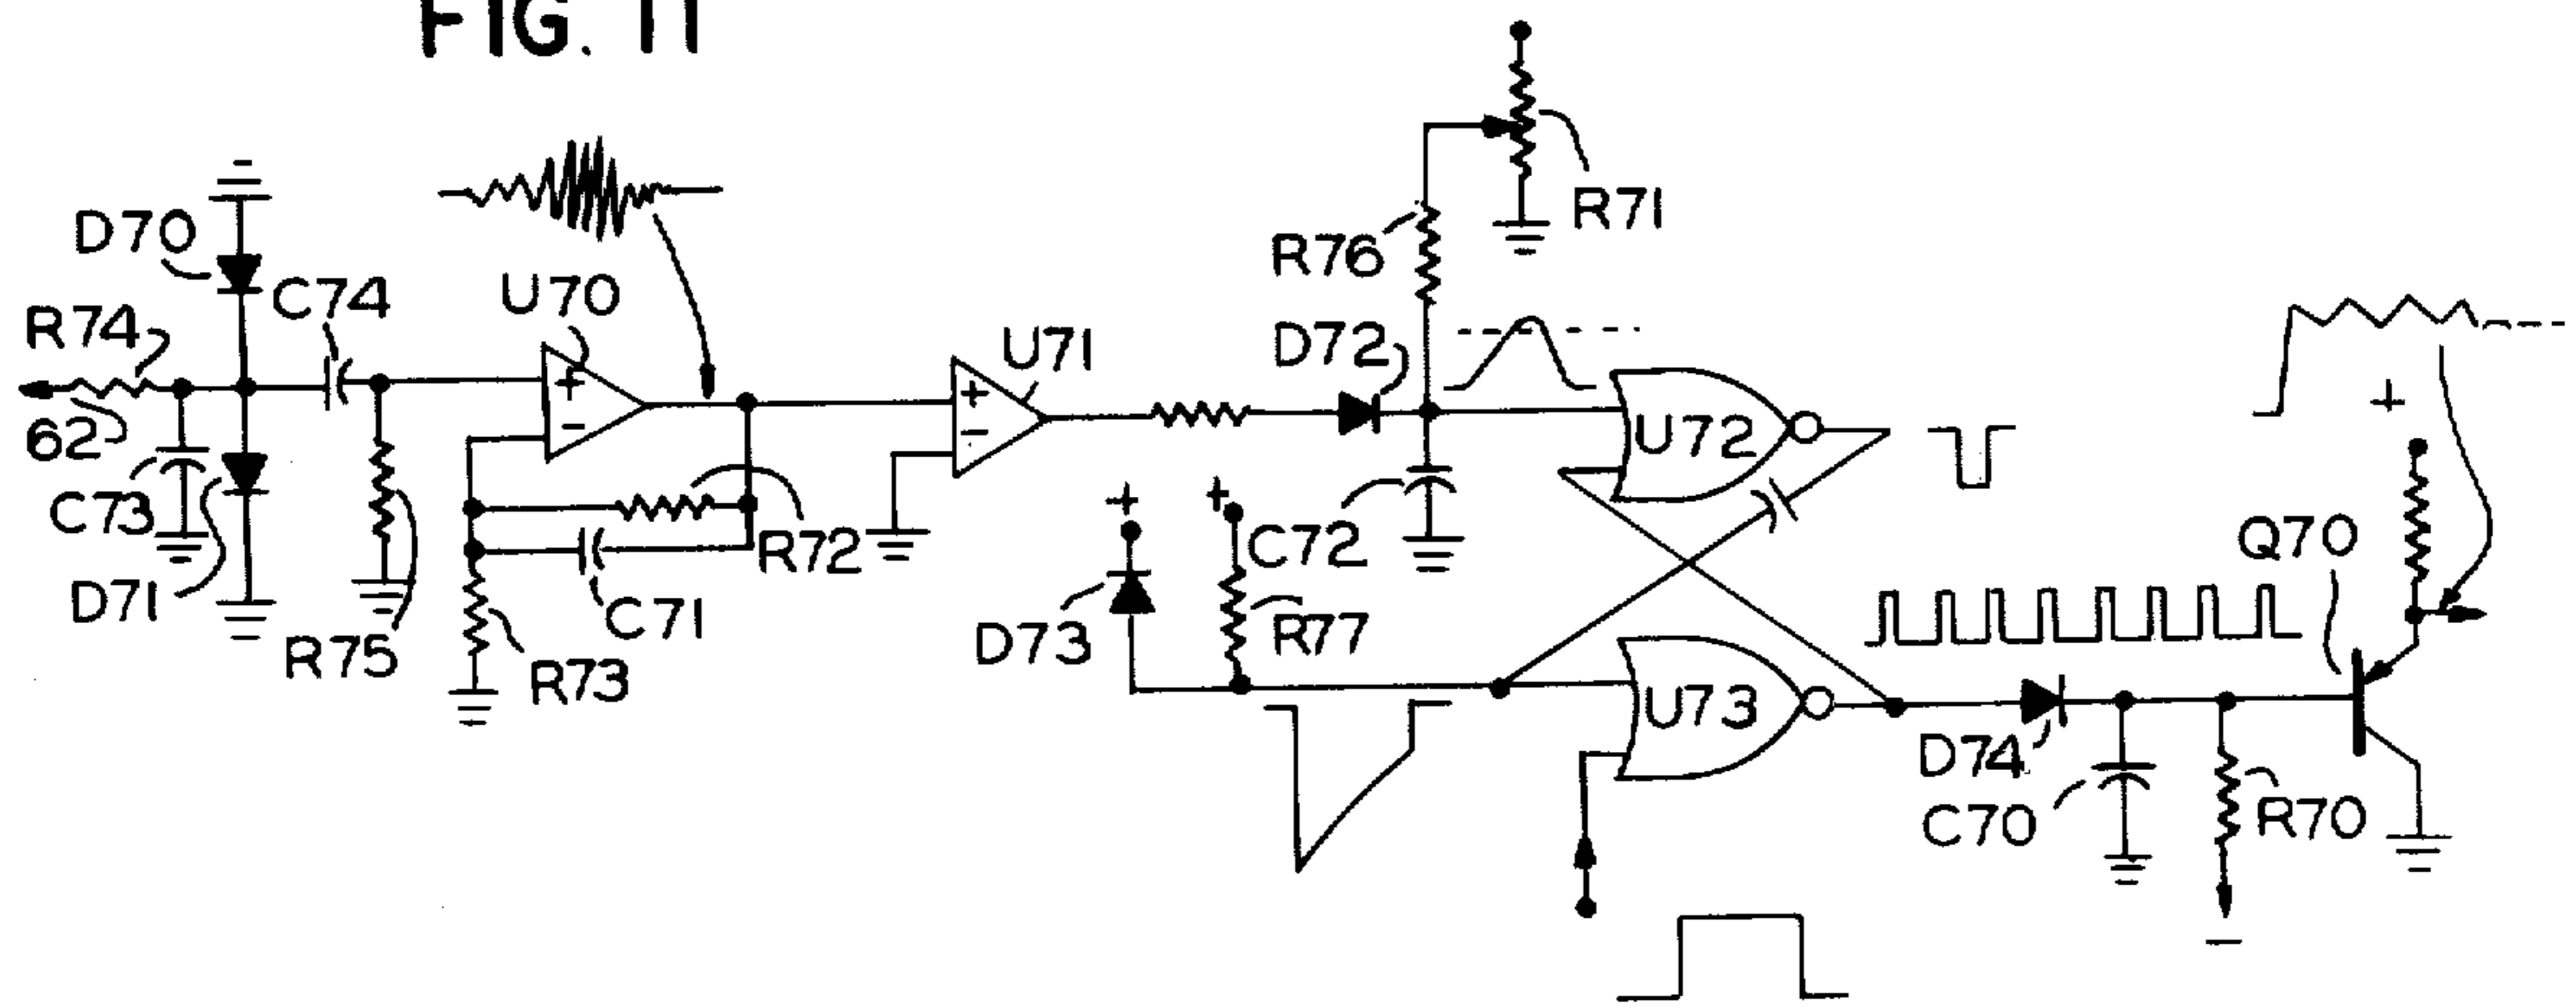 FIG. 11
D70
R74
62
C73
D71
C74
R75
U70
+
-
R72
C71
R73
U71
+
-
R76
R71
D72
C72
U72
+
+
D73
R77
U73
D74
C70
R70
-
Q70
+